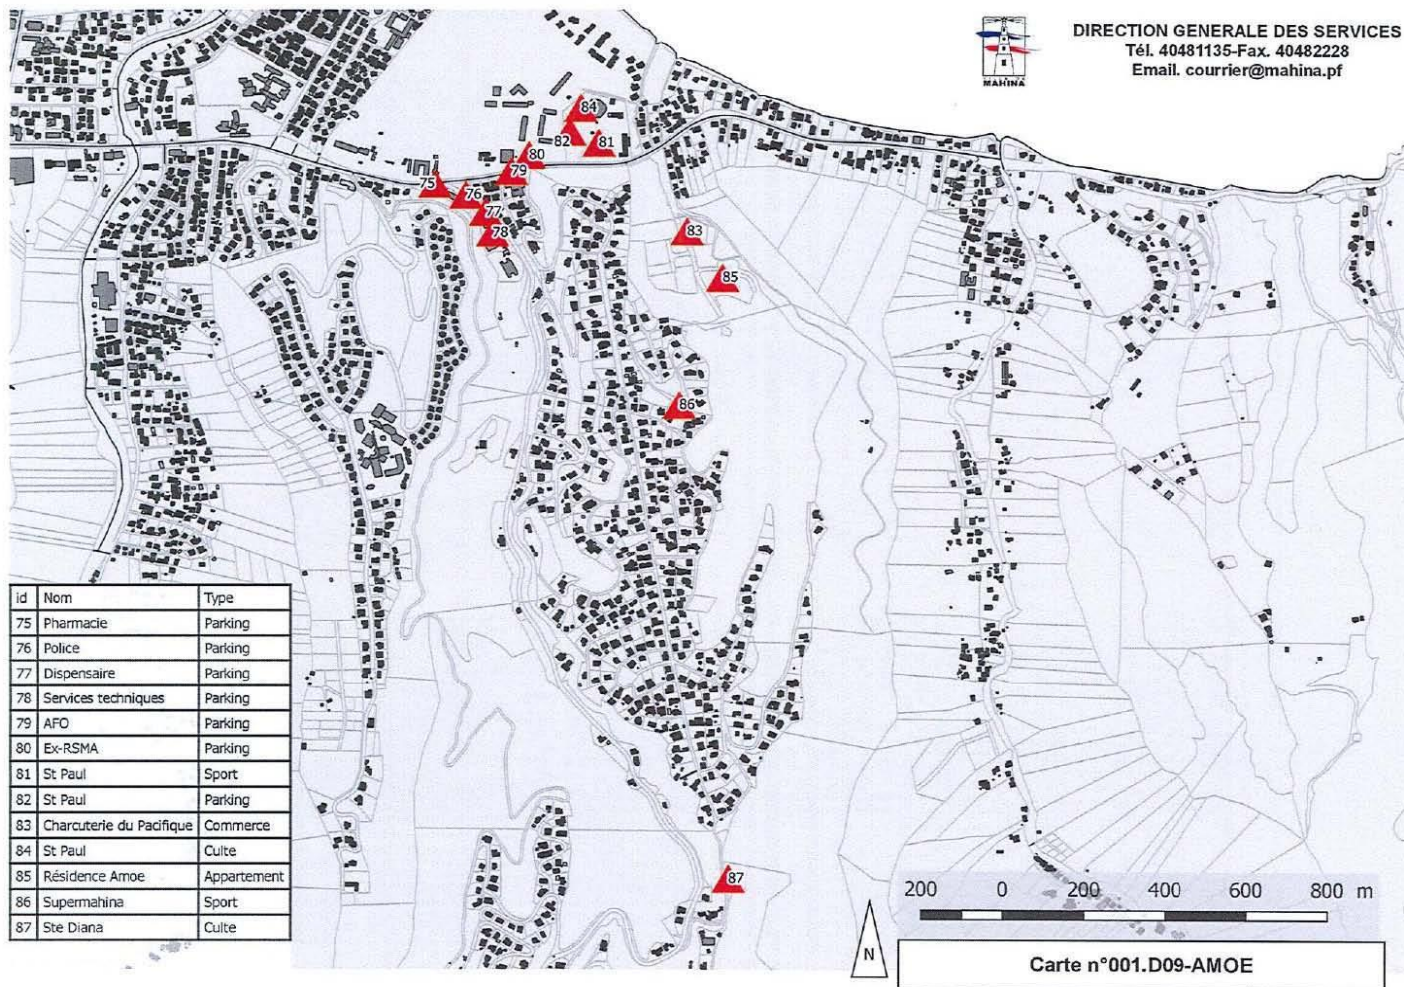 MAHINA
DIRECTION GENERALE DES SERVICES
Tél. 40481135-Fax. 40482228
Email. courrier@mahina.pf
84
82
81
80
79
75
76
77
78
83
85
86
87
id Nom Type
75 Pharmacie Parking
76 Police Parking
77 Dispensaire Parking
78 Services techniques Parking
79 AFO Parking
80 Ex-RSMA Parking
81 St Paul Sport
82 St Paul Parking
83 Charcuterie du Pacifique Commerce
84 St Paul Culte
85 Résidence Amoe Appartement
86 Supermahina Sport
87 Ste Diana Culte
200 0 200 400 600 800 m
N
Carte n°001.D09-AMOE